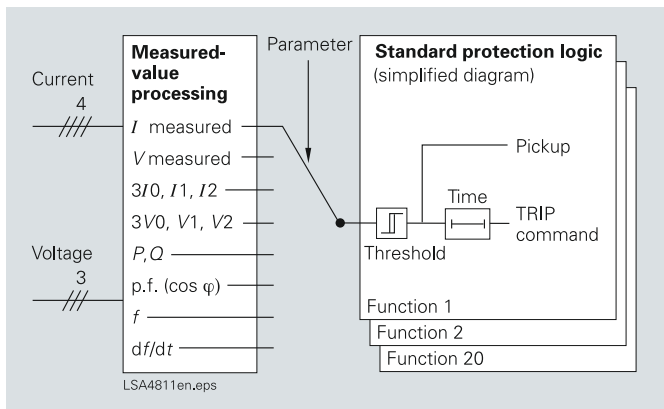 Current
4
Voltage
3
Measured-
value
processing
I measured
V measured
3I0, I1, I2
3V0, V1, V2
P,Q
p.f. (cos φ)
f
df/dt
Parameter
Standard protection logic
(simplified diagram)
Pickup
Time
TRIP
command
Threshold
Function 1
Function 2
Function 20
LSA4811en.eps